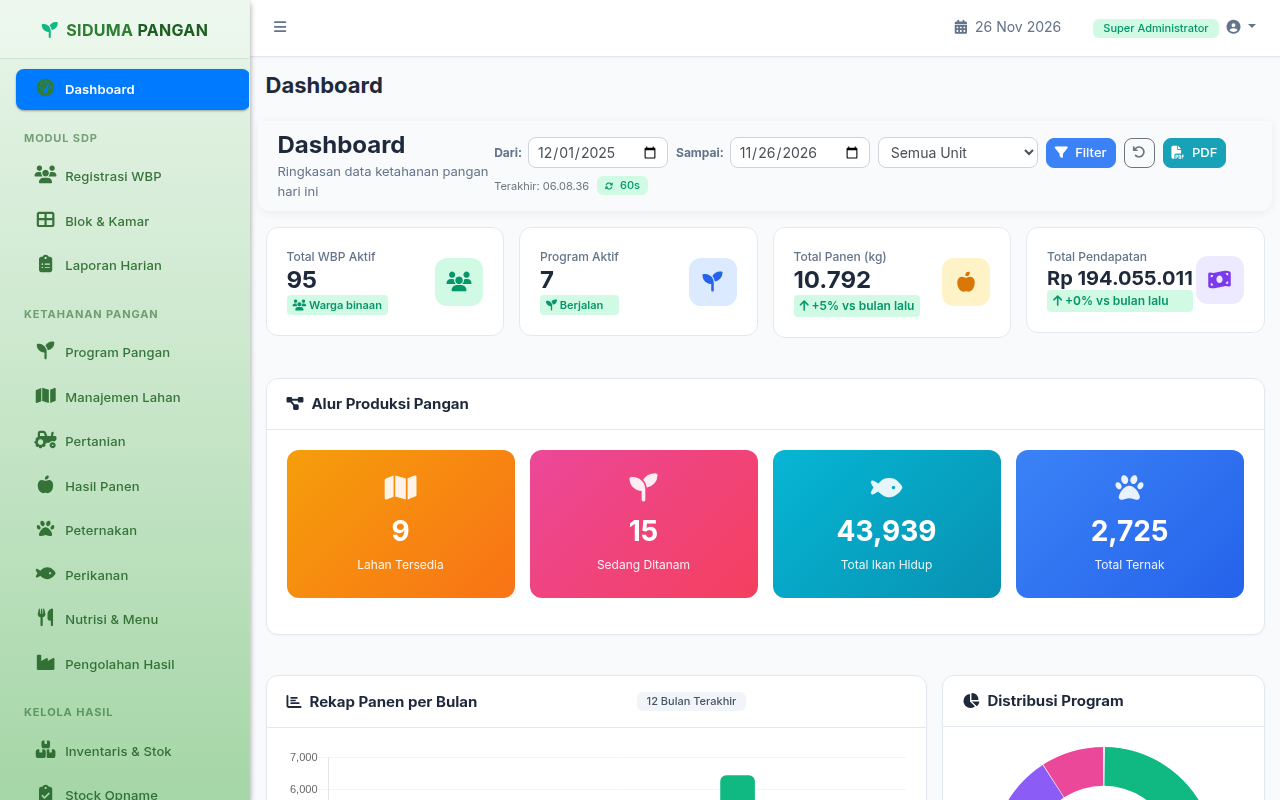 SIDUMA PANGAN
26 Nov 2026
Super Administrator
Dashboard
MODUL SDP
Registrasi WBP
Blok & Kamar
Laporan Harian
KETAHANAN PANGAN
Program Pangan
Manajemen Lahan
Pertanian
Hasil Panen
Peternakan
Perikanan
Nutrisi & Menu
Pengolahan Hasil
KELOLA HASIL
Inventaris & Stok
Stock Opname
Dashboard
Dashboard
Ringkasan data ketahanan pangan
hari ini
Dari: 12/01/2025 Sampai: 11/26/2026 Semua Unit Filter PDF
Terakhir: 06.08.36 60s
Total WBP Aktif
95
Warga binaan
Program Aktif
7
Berjalan
Total Panen (kg)
10.792
+5% vs bulan lalu
Total Pendapatan
Rp 194.055.011
+0% vs bulan lalu
Alur Produksi Pangan
9
Lahan Tersedia
15
Sedang Ditanam
43,939
Total Ikan Hidup
2,725
Total Ternak
Rekap Panen per Bulan
12 Bulan Terakhir
7,000
6,000
Distribusi Program